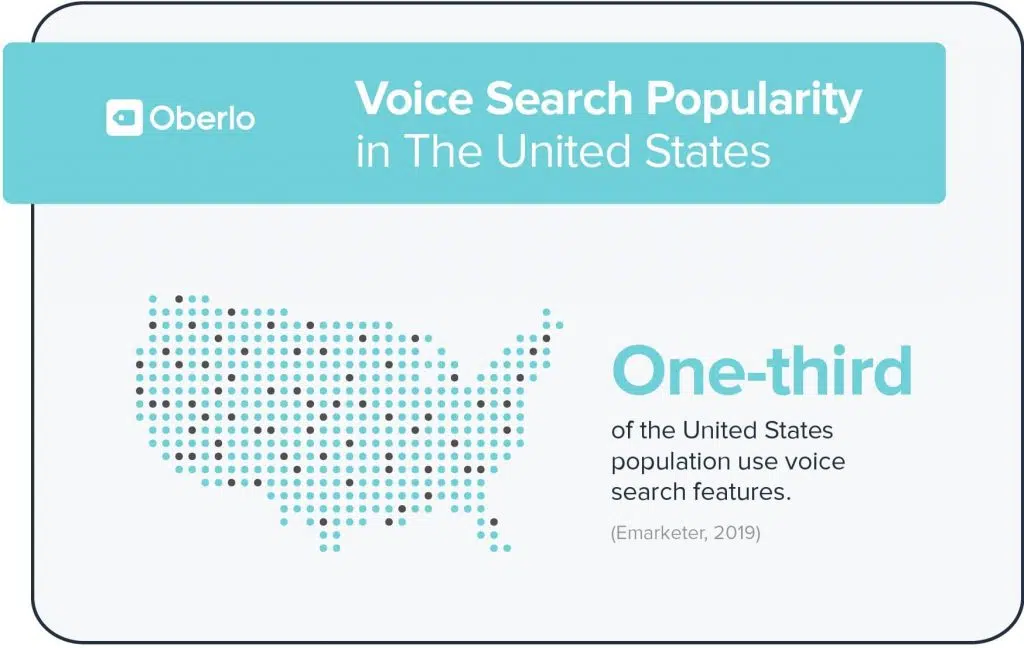 Oberlo
Voice Search Popularity
in The United States
One-third
of the United States
population use voice
search features.
(Emarketer, 2019)